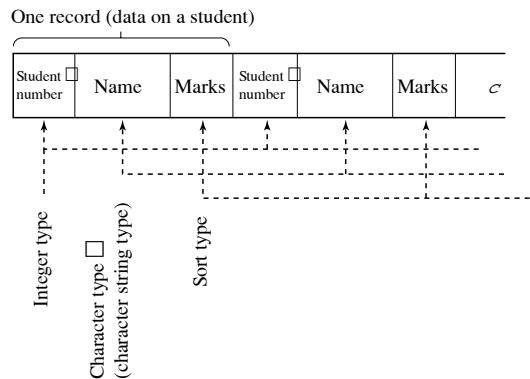 One record (data on a student)
Student number
Name
Marks
Student number
Name
Marks
Integer type
Character type
(character string type)
Sort type